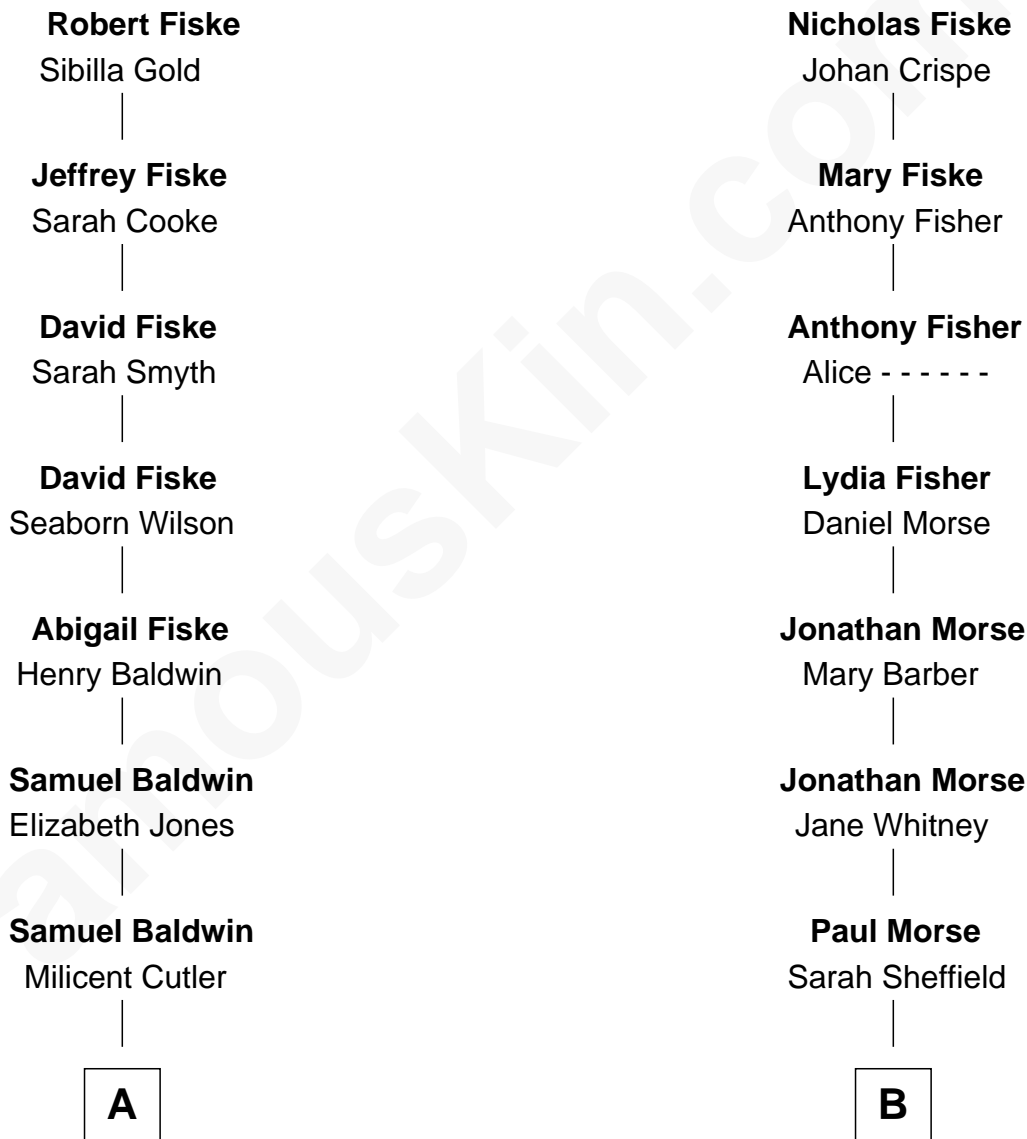 Robert Fiske
Sibilla Gold
Jeffrey Fiske
Sarah Cooke
David Fiske
Sarah Smyth
David Fiske
Seaborn Wilson
Abigail Fiske
Henry Baldwin
Samuel Baldwin
Elizabeth Jones
Samuel Baldwin
Milicent Cutler
A
Nicholas Fiske
Johan Crispe
Mary Fiske
Anthony Fisher
Anthony Fisher
Alice - - - - - -
Lydia Fisher
Daniel Morse
Jonathan Morse
Mary Barber
Jonathan Morse
Jane Whitney
Paul Morse
Sarah Sheffield
B
amousKin.com